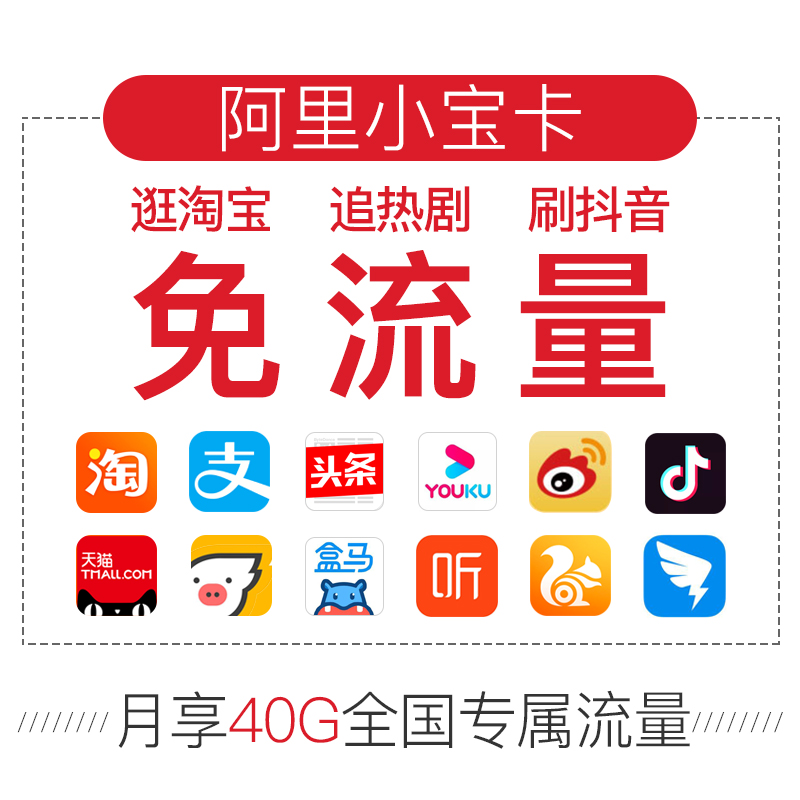 阿里小宝卡
逛淘宝 追热剧 刷抖音
免流量
淘 支 头条 YOUKU
天猫 盒马 听
TMALL.COM
月享40G全国专属流量